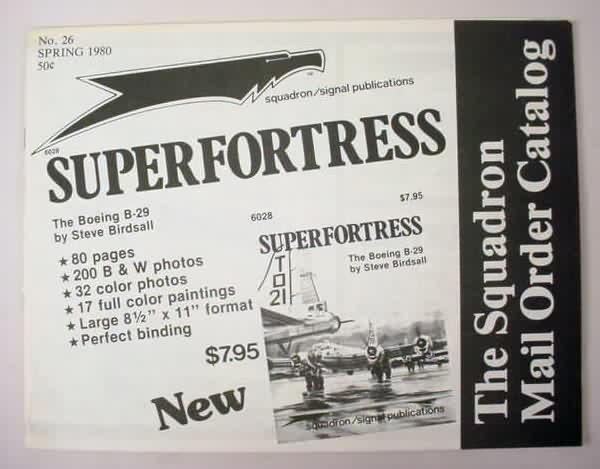 No. 26
SPRING 1980
50¢
squadron/signal publications
6028
SUPERFORTRESS
The Boeing B-29
by Steve Birdsall
★ 80 pages
★ 200 B & W photos
★ 32 color photos
★ 17 full color paintings
★ Large 8½" x 11" format
★ Perfect binding
$7.95
New
6028
$7.95
SUPERFORTRESS
The Boeing B-29
by Steve Birdsall
T
O
21
squadron/signal publications
The Squadron
Mail Order Catalog